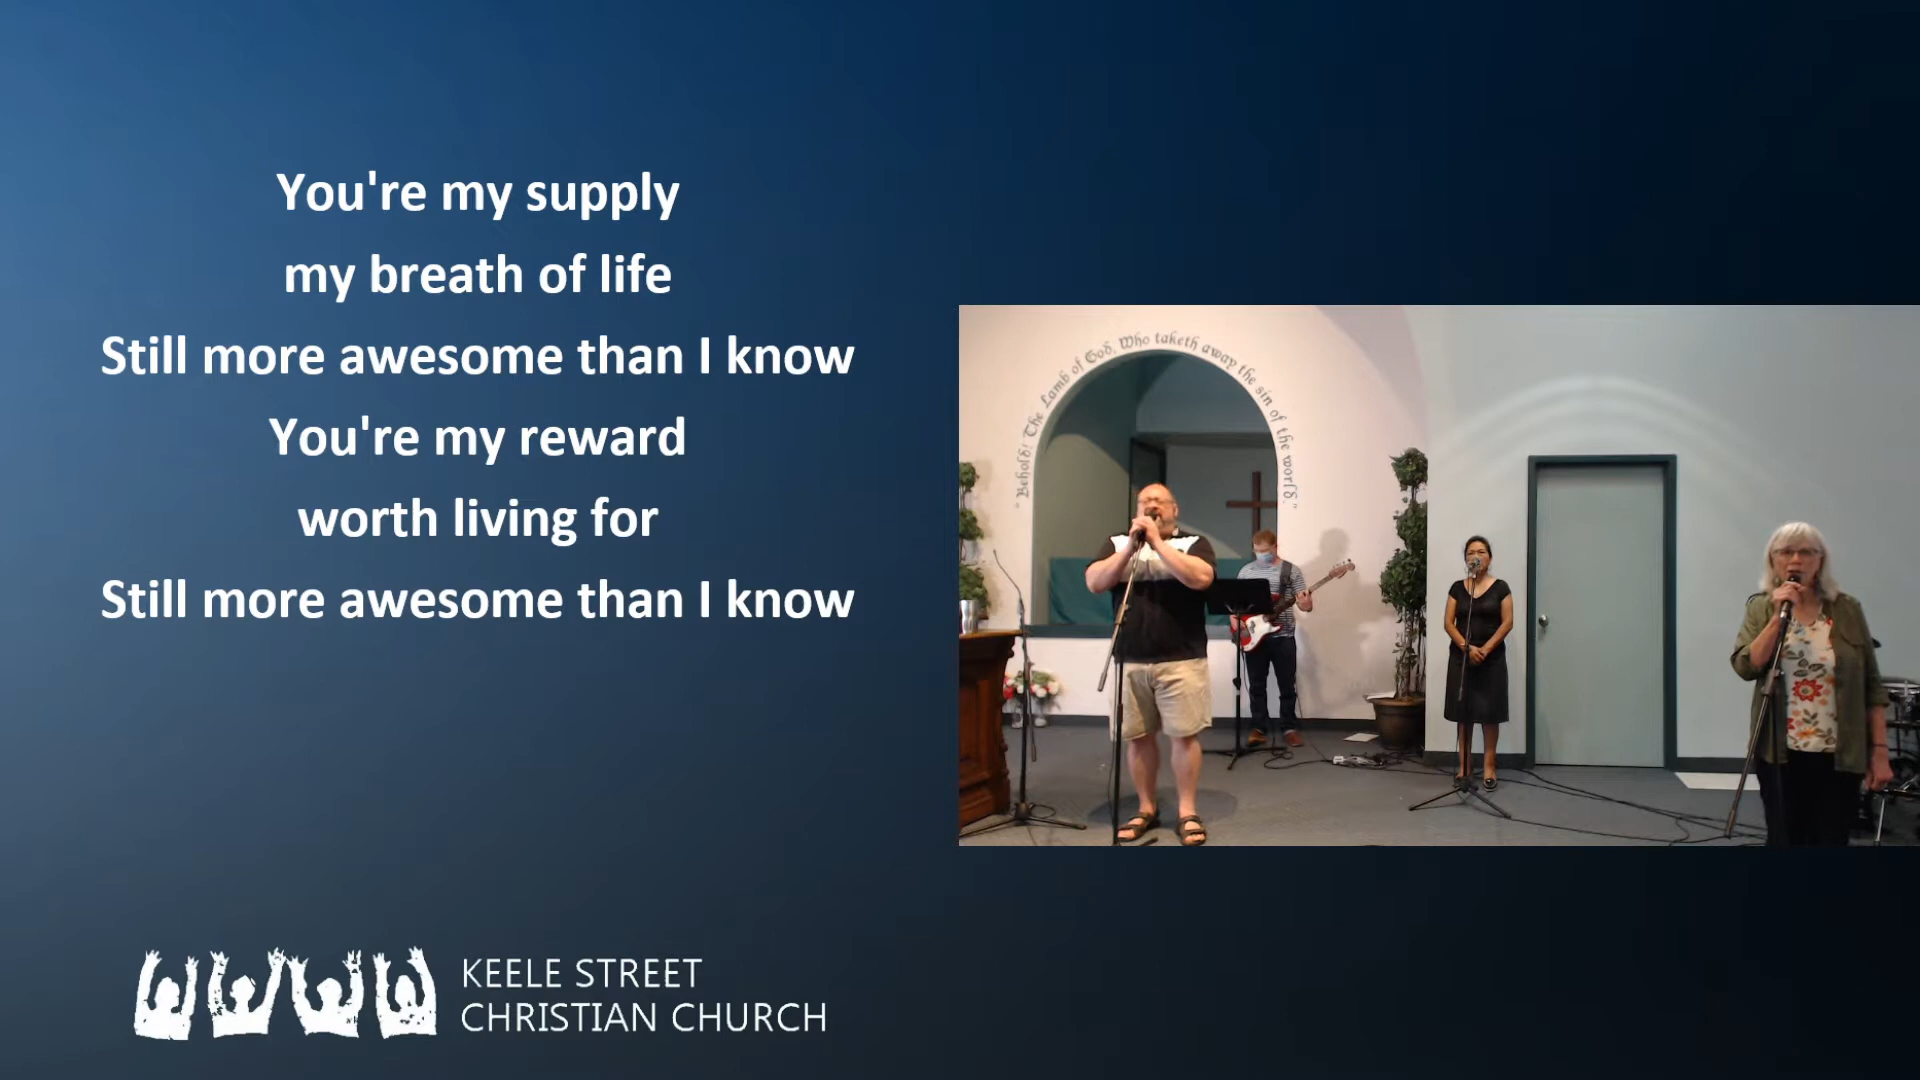 You're my supply
my breath of life
Still more awesome than I know
You're my reward
worth living for
Still more awesome than I know
"Behold! The Lamb of God, Who taketh away the sin of the world."
KEELE STREET
CHRISTIAN CHURCH